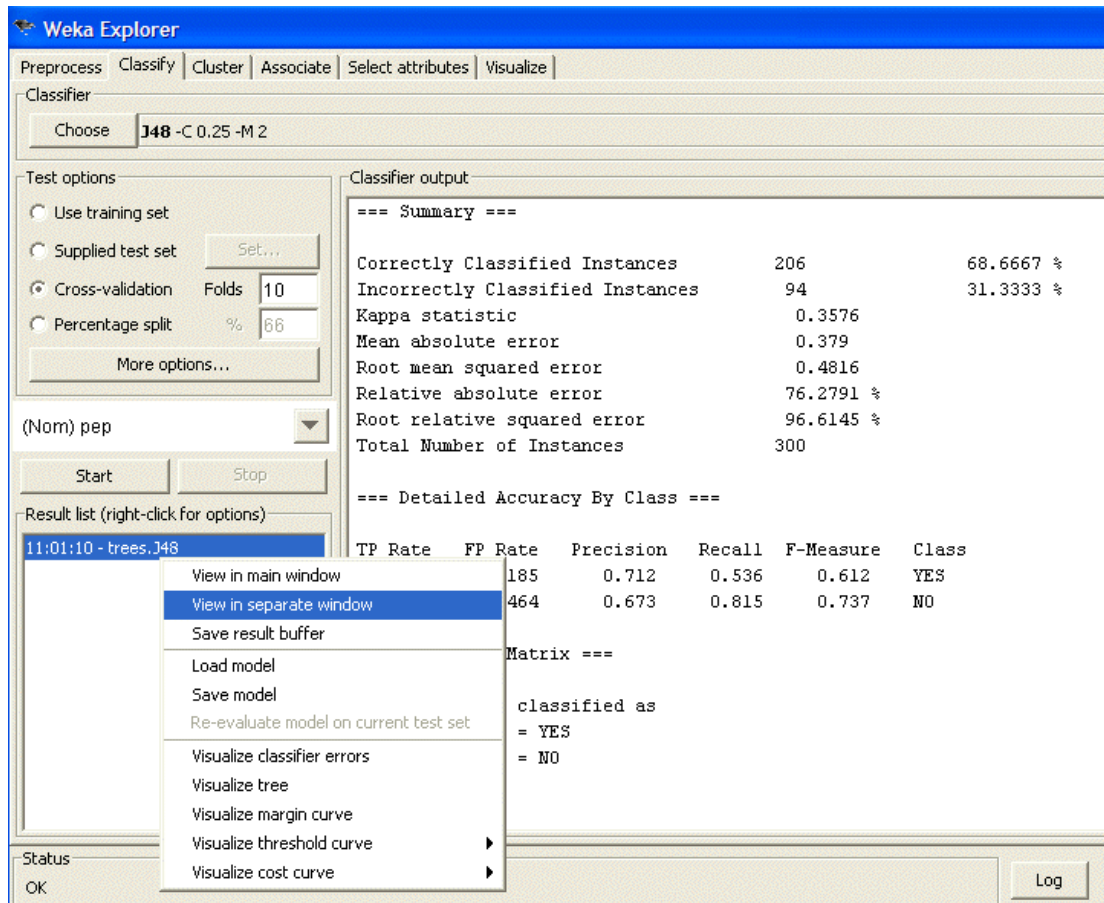 Weka Explorer
Preprocess Classify Cluster Associate Select attributes Visualize
Classifier
Choose J48 -C 0.25 -M 2
Test options
Use training set
Supplied test set Set...
Cross-validation Folds 10
Percentage split % 66
More options...
(Nom) pep
Start Stop
Result list (right-click for options)
11:01:10 - trees.J48
View in main window
View in separate window
Save result buffer
Load model
Save model
Re-evaluate model on current test set
Visualize classifier errors
Visualize tree
Visualize margin curve
Visualize threshold curve
Visualize cost curve
Classifier output
=== Summary ===
Correctly Classified Instances 206 68.6667 %
Incorrectly Classified Instances 94 31.3333 %
Kappa statistic 0.3576
Mean absolute error 0.379
Root mean squared error 0.4816
Relative absolute error 76.2791 %
Root relative squared error 96.6145 %
Total Number of Instances 300
=== Detailed Accuracy By Class ===
TP Rate FP Rate Precision Recall F-Measure Class
185 0.712 0.536 0.612 YES
464 0.673 0.815 0.737 NO
Matrix ===
classified as
= YES
= NO
Status
OK
Log